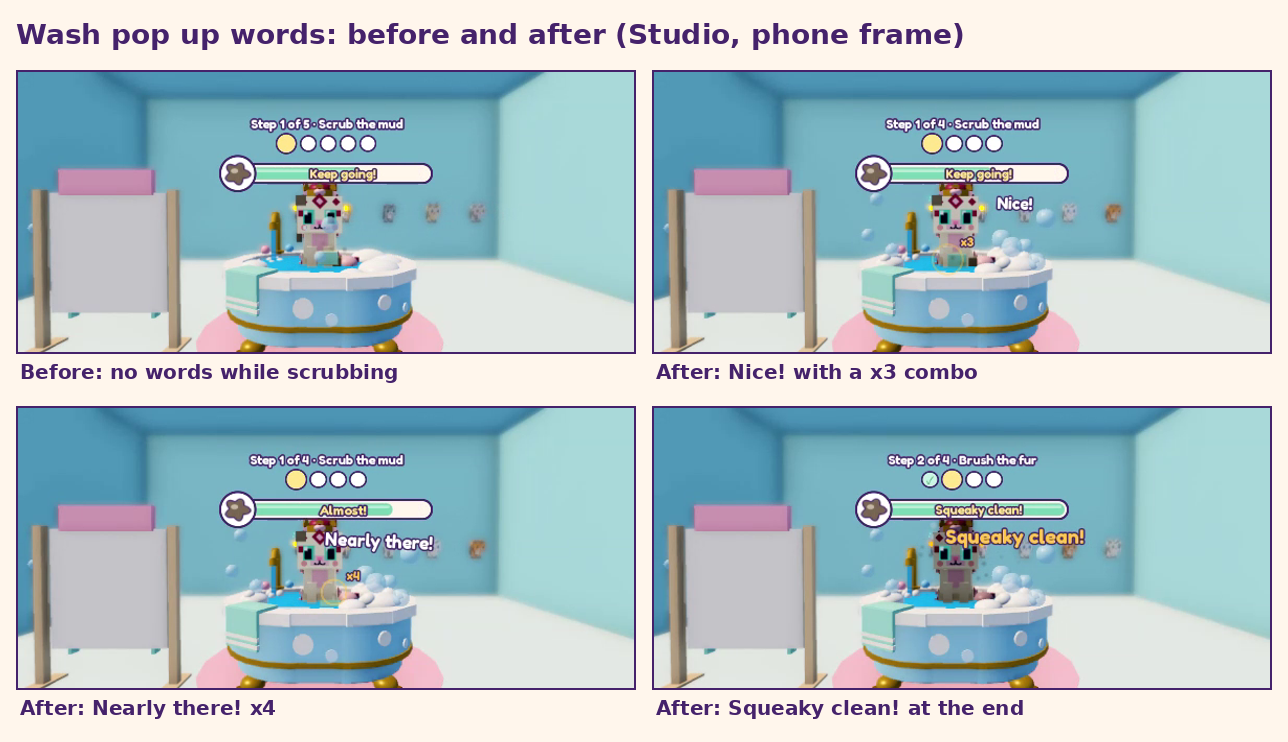 Wash pop up words: before and after (Studio, phone frame)
Step 1 of 5 · Scrub the mud
Keep going!
Before: no words while scrubbing
Step 1 of 4 · Scrub the mud
Keep going!
Nice!
x3
After: Nice! with a x3 combo
Step 1 of 4 · Scrub the mud
Almost!
Nearly there!
x4
After: Nearly there! x4
Step 2 of 4 · Brush the fur
Squeaky clean!
Squeaky clean!
After: Squeaky clean! at the end